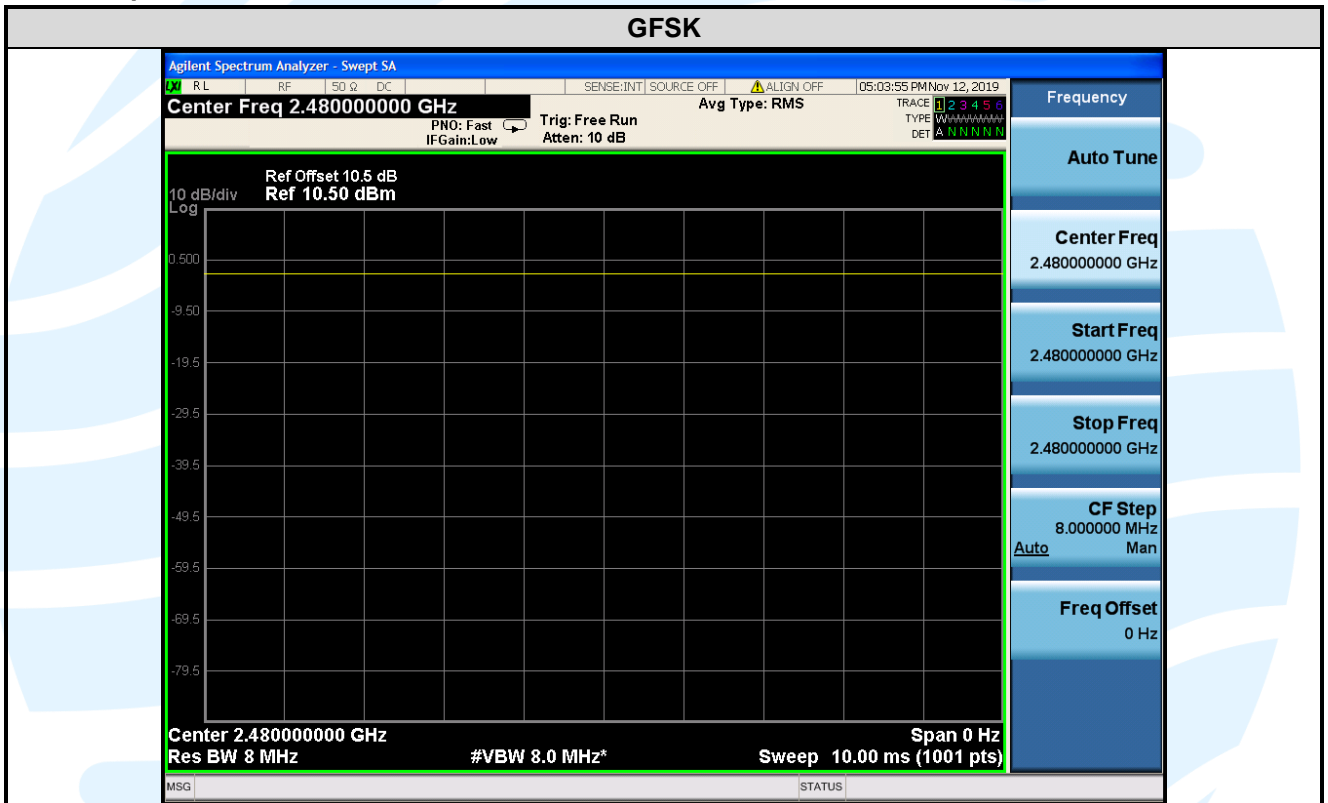 GFSK
Agilent Spectrum Analyzer - Swept SA
LXI RL RF 50 Ω DC SENSE:INT SOURCE OFF ALIGN OFF 05:03:55 PM Nov 12, 2019
Center Freq 2.480000000 GHz
PNO: Fast
IFGain:Low
Trig: Free Run
Atten: 10 dB
Avg Type: RMS
TRACE 1 2 3 4 5 6
TYPE
DET A N N N N N
Ref Offset 10.5 dB
10 dB/div Ref 10.50 dBm
Log
0.500
-9.50
-19.5
-29.5
-39.5
-49.5
-59.5
-69.5
-79.5
Center 2.480000000 GHz Span 0 Hz
Res BW 8 MHz #VBW 8.0 MHz* Sweep 10.00 ms (1001 pts)
MSG STATUS
Frequency
Auto Tune
Center Freq
2.480000000 GHz
Start Freq
2.480000000 GHz
Stop Freq
2.480000000 GHz
CF Step
8.000000 MHz
Auto Man
Freq Offset
0 Hz